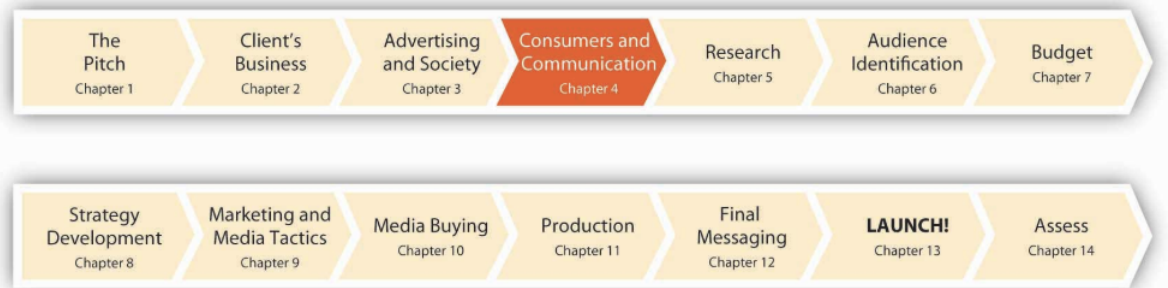 The
Pitch
Chapter 1
Client's
Business
Chapter 2
Advertising
and Society
Chapter 3
Consumers and
Communication
Chapter 4
Research
Chapter 5
Audience
Identification
Chapter 6
Budget
Chapter 7
Strategy
Development
Chapter 8
Marketing and
Media Tactics
Chapter 9
Media Buying
Chapter 10
Production
Chapter 11
Final
Messaging
Chapter 12
LAUNCH!
Chapter 13
Assess
Chapter 14